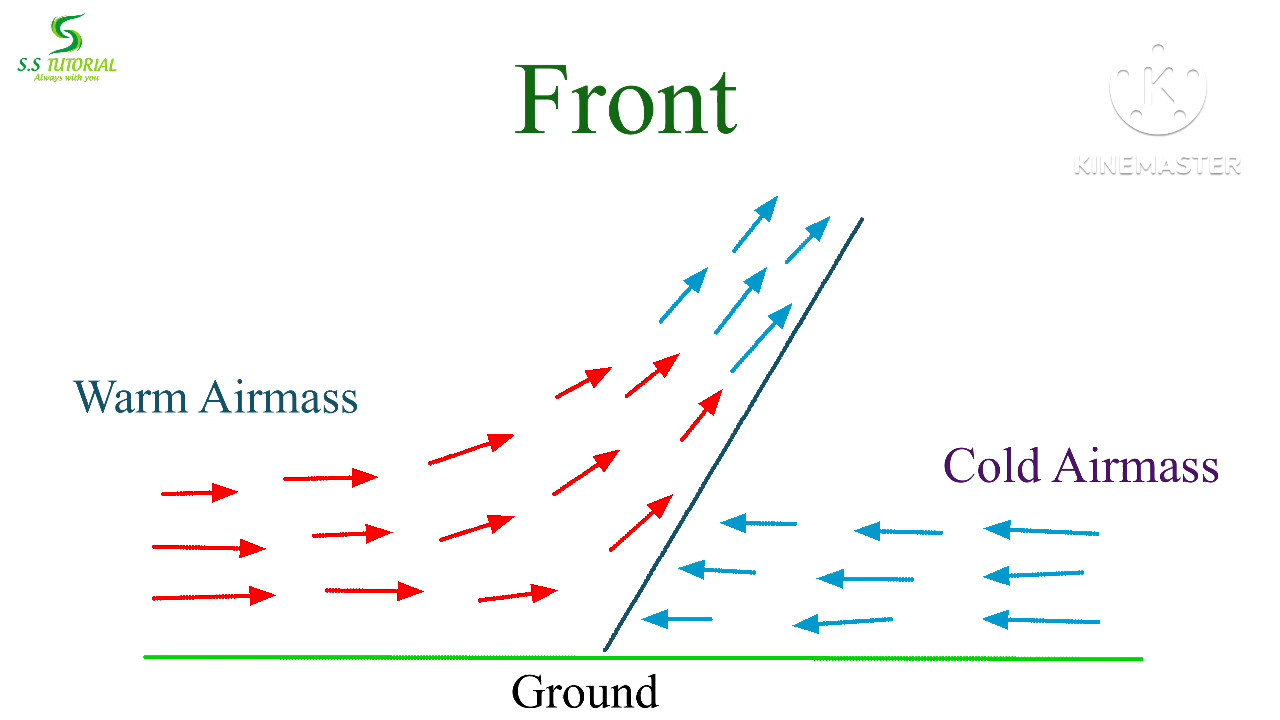 S.S TUTORIAL
Always with you
Front
K
KINEMASTER
Warm Airmass
Cold Airmass
Ground